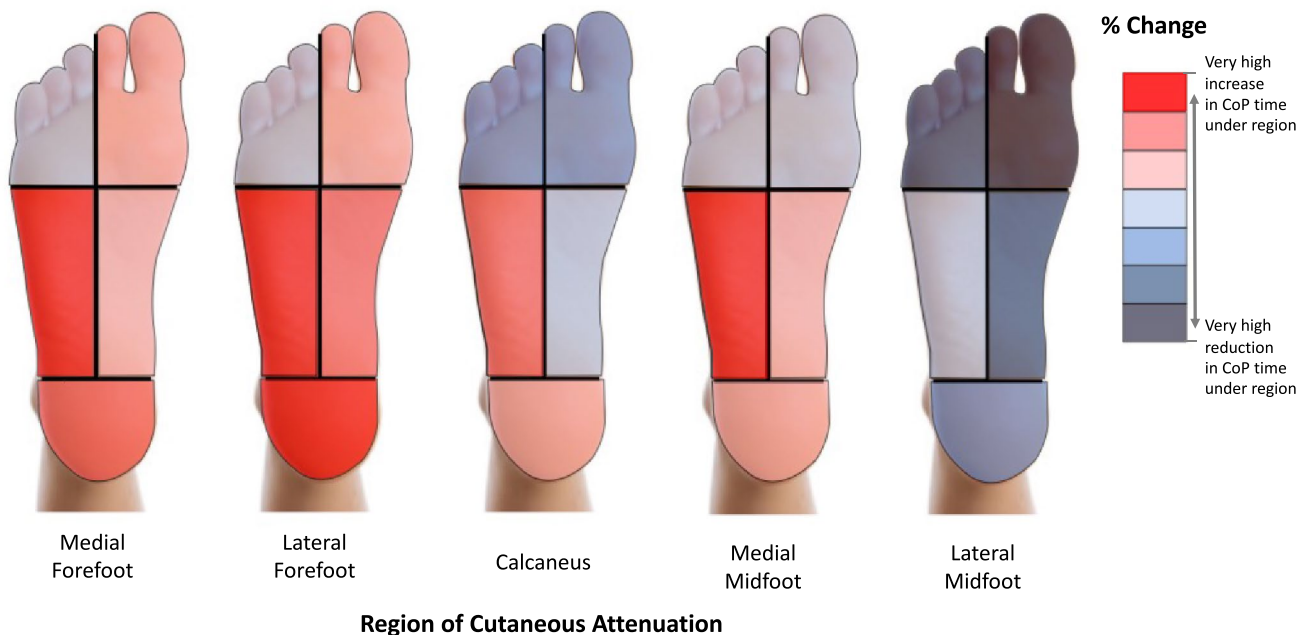 % Change
Very high
increase
in CoP time
under region
Very high
reduction
in CoP time
under region
Medial
Forefoot
Lateral
Forefoot
Calcaneus
Medial
Midfoot
Lateral
Midfoot
Region of Cutaneous Attenuation